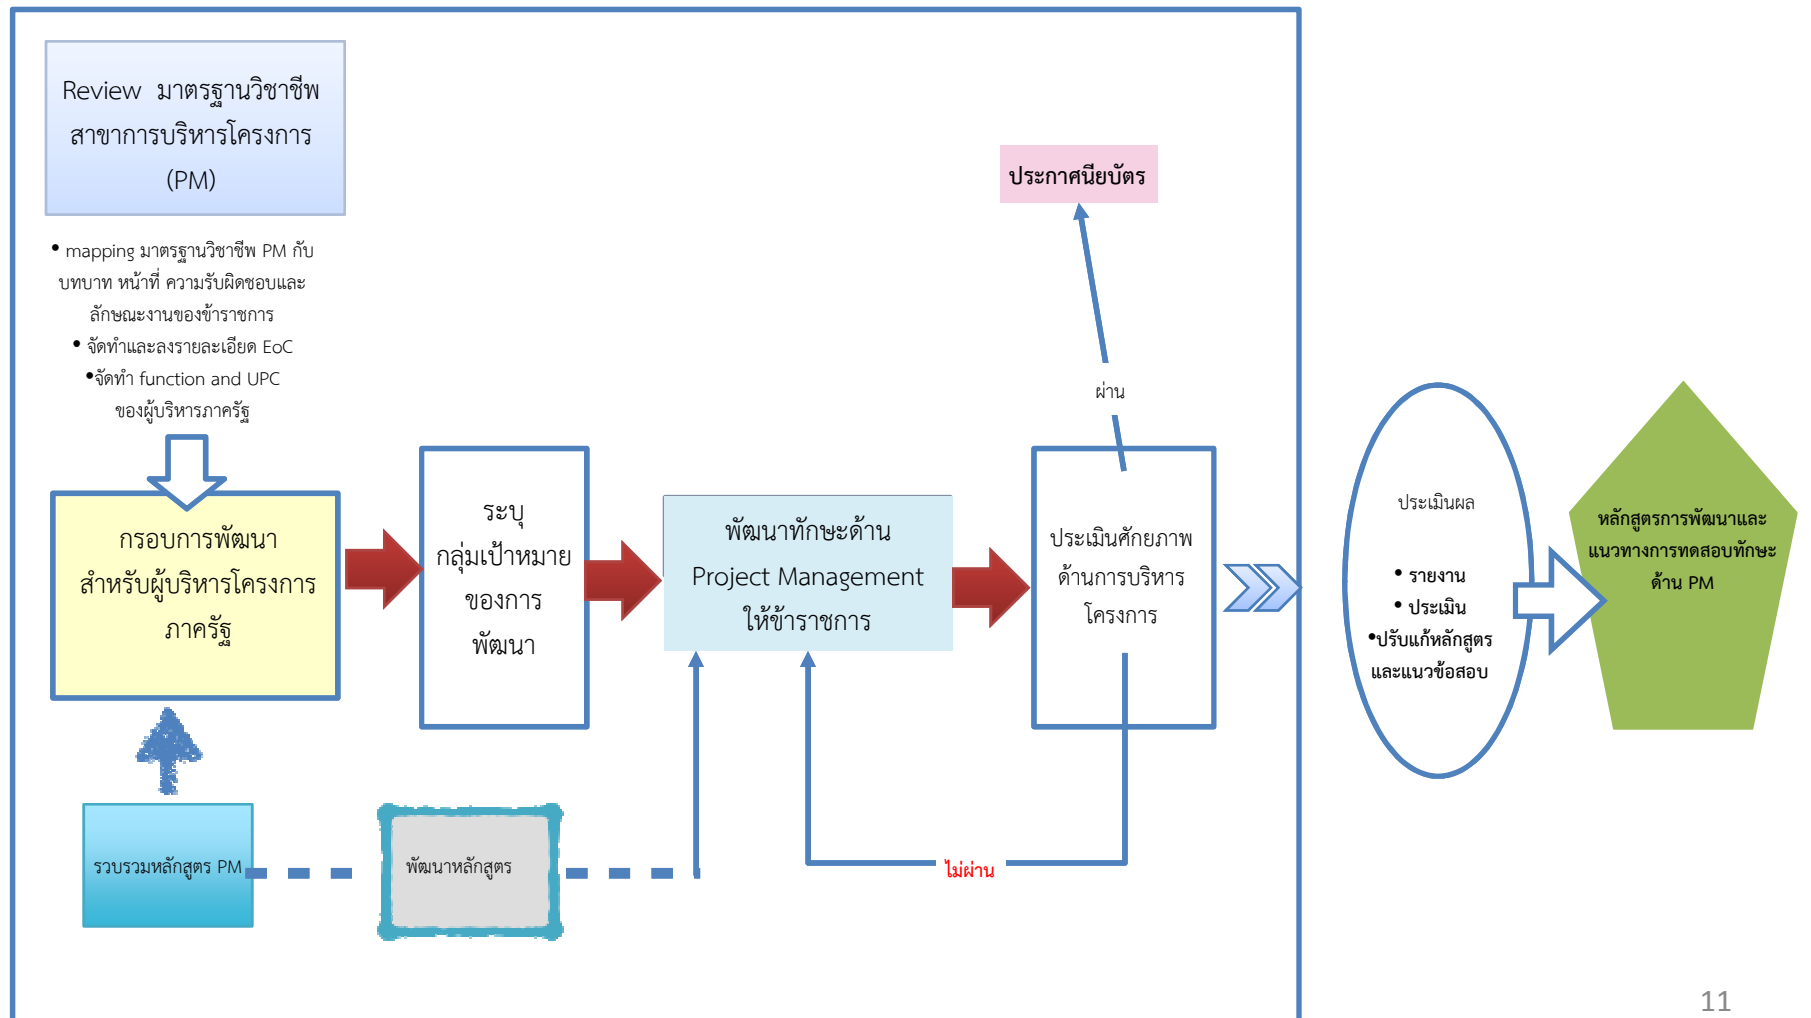 Review มาตรฐานวิชาชีพ
สาขาการบริหารโครงการ
(PM)
• mapping มาตรฐานวิชาชีพ PM กับ
บทบาท หน้าที่ ความรับผิดชอบและ
ลักษณะงานของข้าราชการ
• จัดทำและลงรายละเอียด EoC
•จัดทำ function and UPC
ของผู้บริหารภาครัฐ
กรอบการพัฒนา
สำหรับผู้บริหารโครงการ
ภาครัฐ
ระบุ
กลุ่มเป้าหมาย
ของการ
พัฒนา
พัฒนาทักษะด้าน
Project Management
ให้ข้าราชการ
ประกาศนียบัตร
ผ่าน
ประเมินศักยภาพ
ด้านการบริหาร
โครงการ
ไม่ผ่าน
รวบรวมหลักสูตร PM
พัฒนาหลักสูตร
ประเมินผล
• รายงาน
• ประเมิน
•ปรับแก้หลักสูตร
และแนวข้อสอบ
หลักสูตรการพัฒนาและ
แนวทางการทดสอบทักษะ
ด้าน PM
11